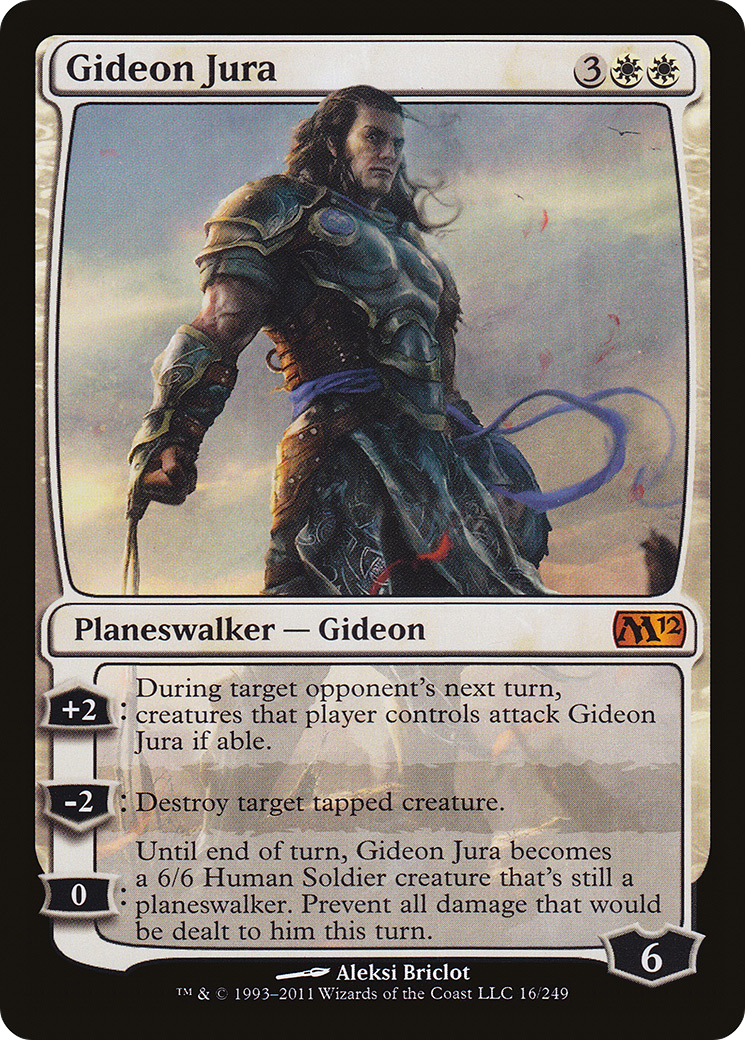 Gideon Jura
3
Planeswalker — Gideon
M12
+2
: During target opponent's next turn,
creatures that player controls attack Gideon
Jura if able.
-2
: Destroy target tapped creature.
0
: Until end of turn, Gideon Jura becomes
a 6/6 Human Soldier creature that's still a
planeswalker. Prevent all damage that would
be dealt to him this turn.
6
Aleksi Briclot
™ & © 1993–2011 Wizards of the Coast LLC 16/249